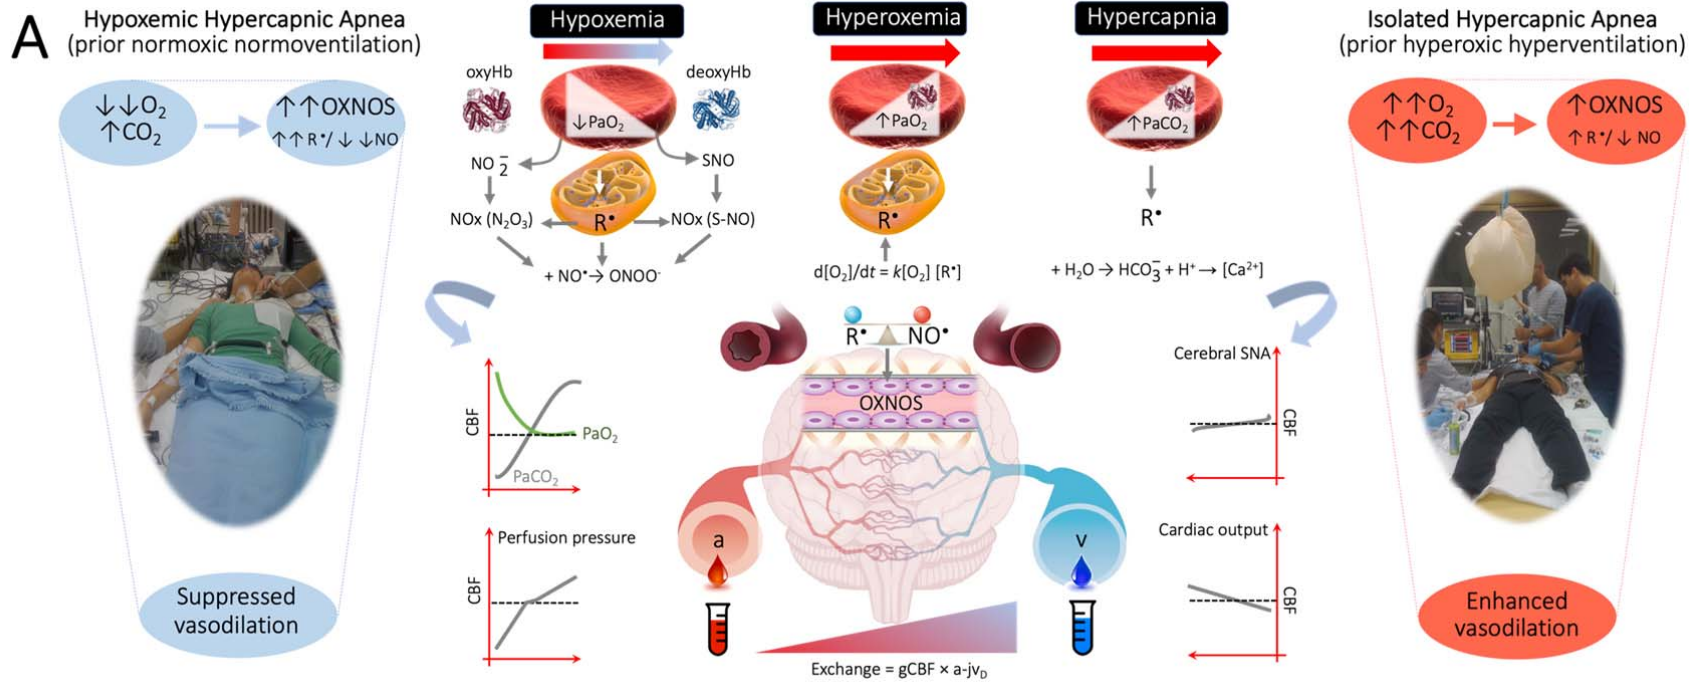 A
Hypoxemic Hypercapnic Apnea
(prior normoxic normoventilation)
↓↓O₂
↑CO₂
↑↑OXNOS
↑↑R•/↓↓NO
Suppressed
vasodilation
Hypoxemia
oxyHb
deoxyHb
↓PaO₂
NO₂⁻
SNO
NOx (N₂O₃)
R•
NOx (S-NO)
+ NO•→ ONOO⁻
Hyperoxemia
↑PaO₂
R•
d[O₂]/dt = k[O₂] [R•]
Hypercapnia
↑PaCO₂
R•
+ H₂O → HCO₃⁻ + H⁺→ [Ca²⁺]
CBF
PaO₂
PaCO₂
Perfusion pressure
CBF
R•
NO•
OXNOS
a
v
Exchange = gCBF × a-jvD
Cerebral SNA
CBF
Cardiac output
CBF
Isolated Hypercapnic Apnea
(prior hyperoxic hyperventilation)
↑↑O₂
↑↑CO₂
↑OXNOS
↑R•/↓NO
Enhanced
vasodilation